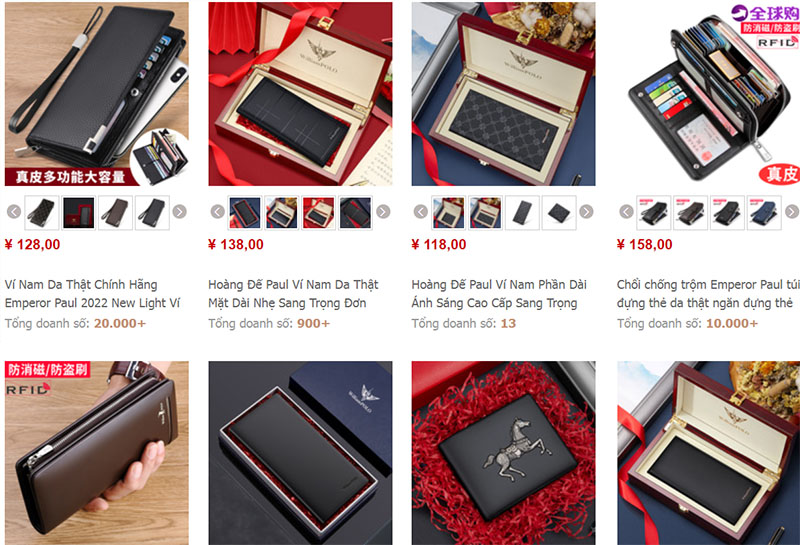 真皮多功能大容量
WilliamPOLO
WilliamPOLO
全球购
防消磁/防盗刷
RFID
真皮
¥ 128,00
¥ 138,00
¥ 118,00
¥ 158,00
Ví Nam Da Thật Chính Hãng
Emperor Paul 2022 New Light Ví
Tổng doanh số: 20.000+
Hoàng Đế Paul Ví Nam Da Thật
Mặt Dài Nhẹ Sang Trọng Đơn
Tổng doanh số: 900+
Hoàng Đế Paul Ví Nam Phần Dài
Ánh Sáng Cao Cấp Sang Trọng
Tổng doanh số: 13
Chổi chống trộm Emperor Paul túi
đựng thẻ da thật ngăn đựng thẻ
Tổng doanh số: 10.000+
防消磁/防盗刷
RFID
WilliamPOLO
WilliamPOLO